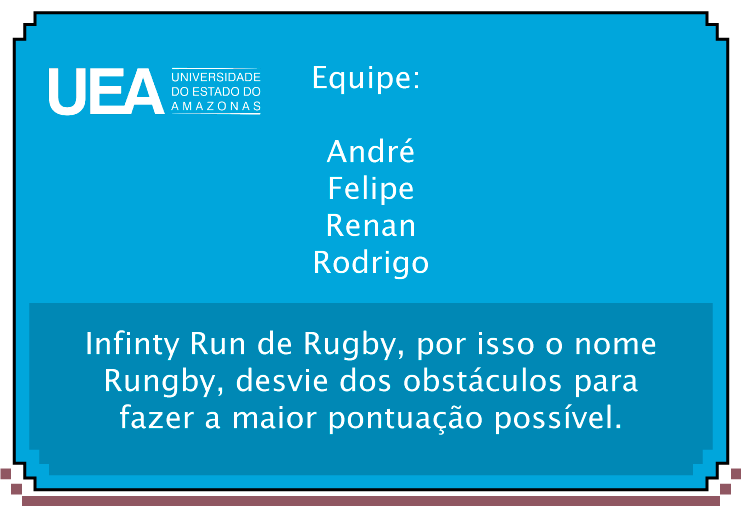 UEA
UNIVERSIDADE
DO ESTADO DO
AMAZONAS
Equipe:
André
Felipe
Renan
Rodrigo
Infinty Run de Rugby, por isso o nome
Rungby, desvie dos obstáculos para
fazer a maior pontuação possível.